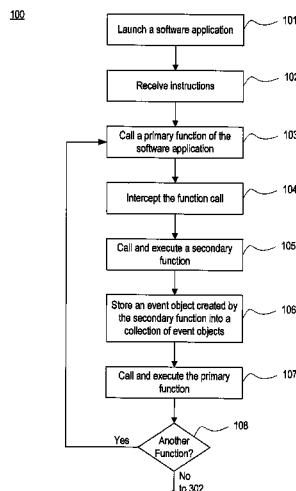 100
Launch a software application
101
Receive instructions
102
Call a primary function of the
software application
103
Intercept the function call
104
Call and execute a secondary
function
105
Store an event object created by
the secondary function into a
collection of event objects
106
Call and execute the primary
function
107
108
Another
Function?
Yes
No
to 302